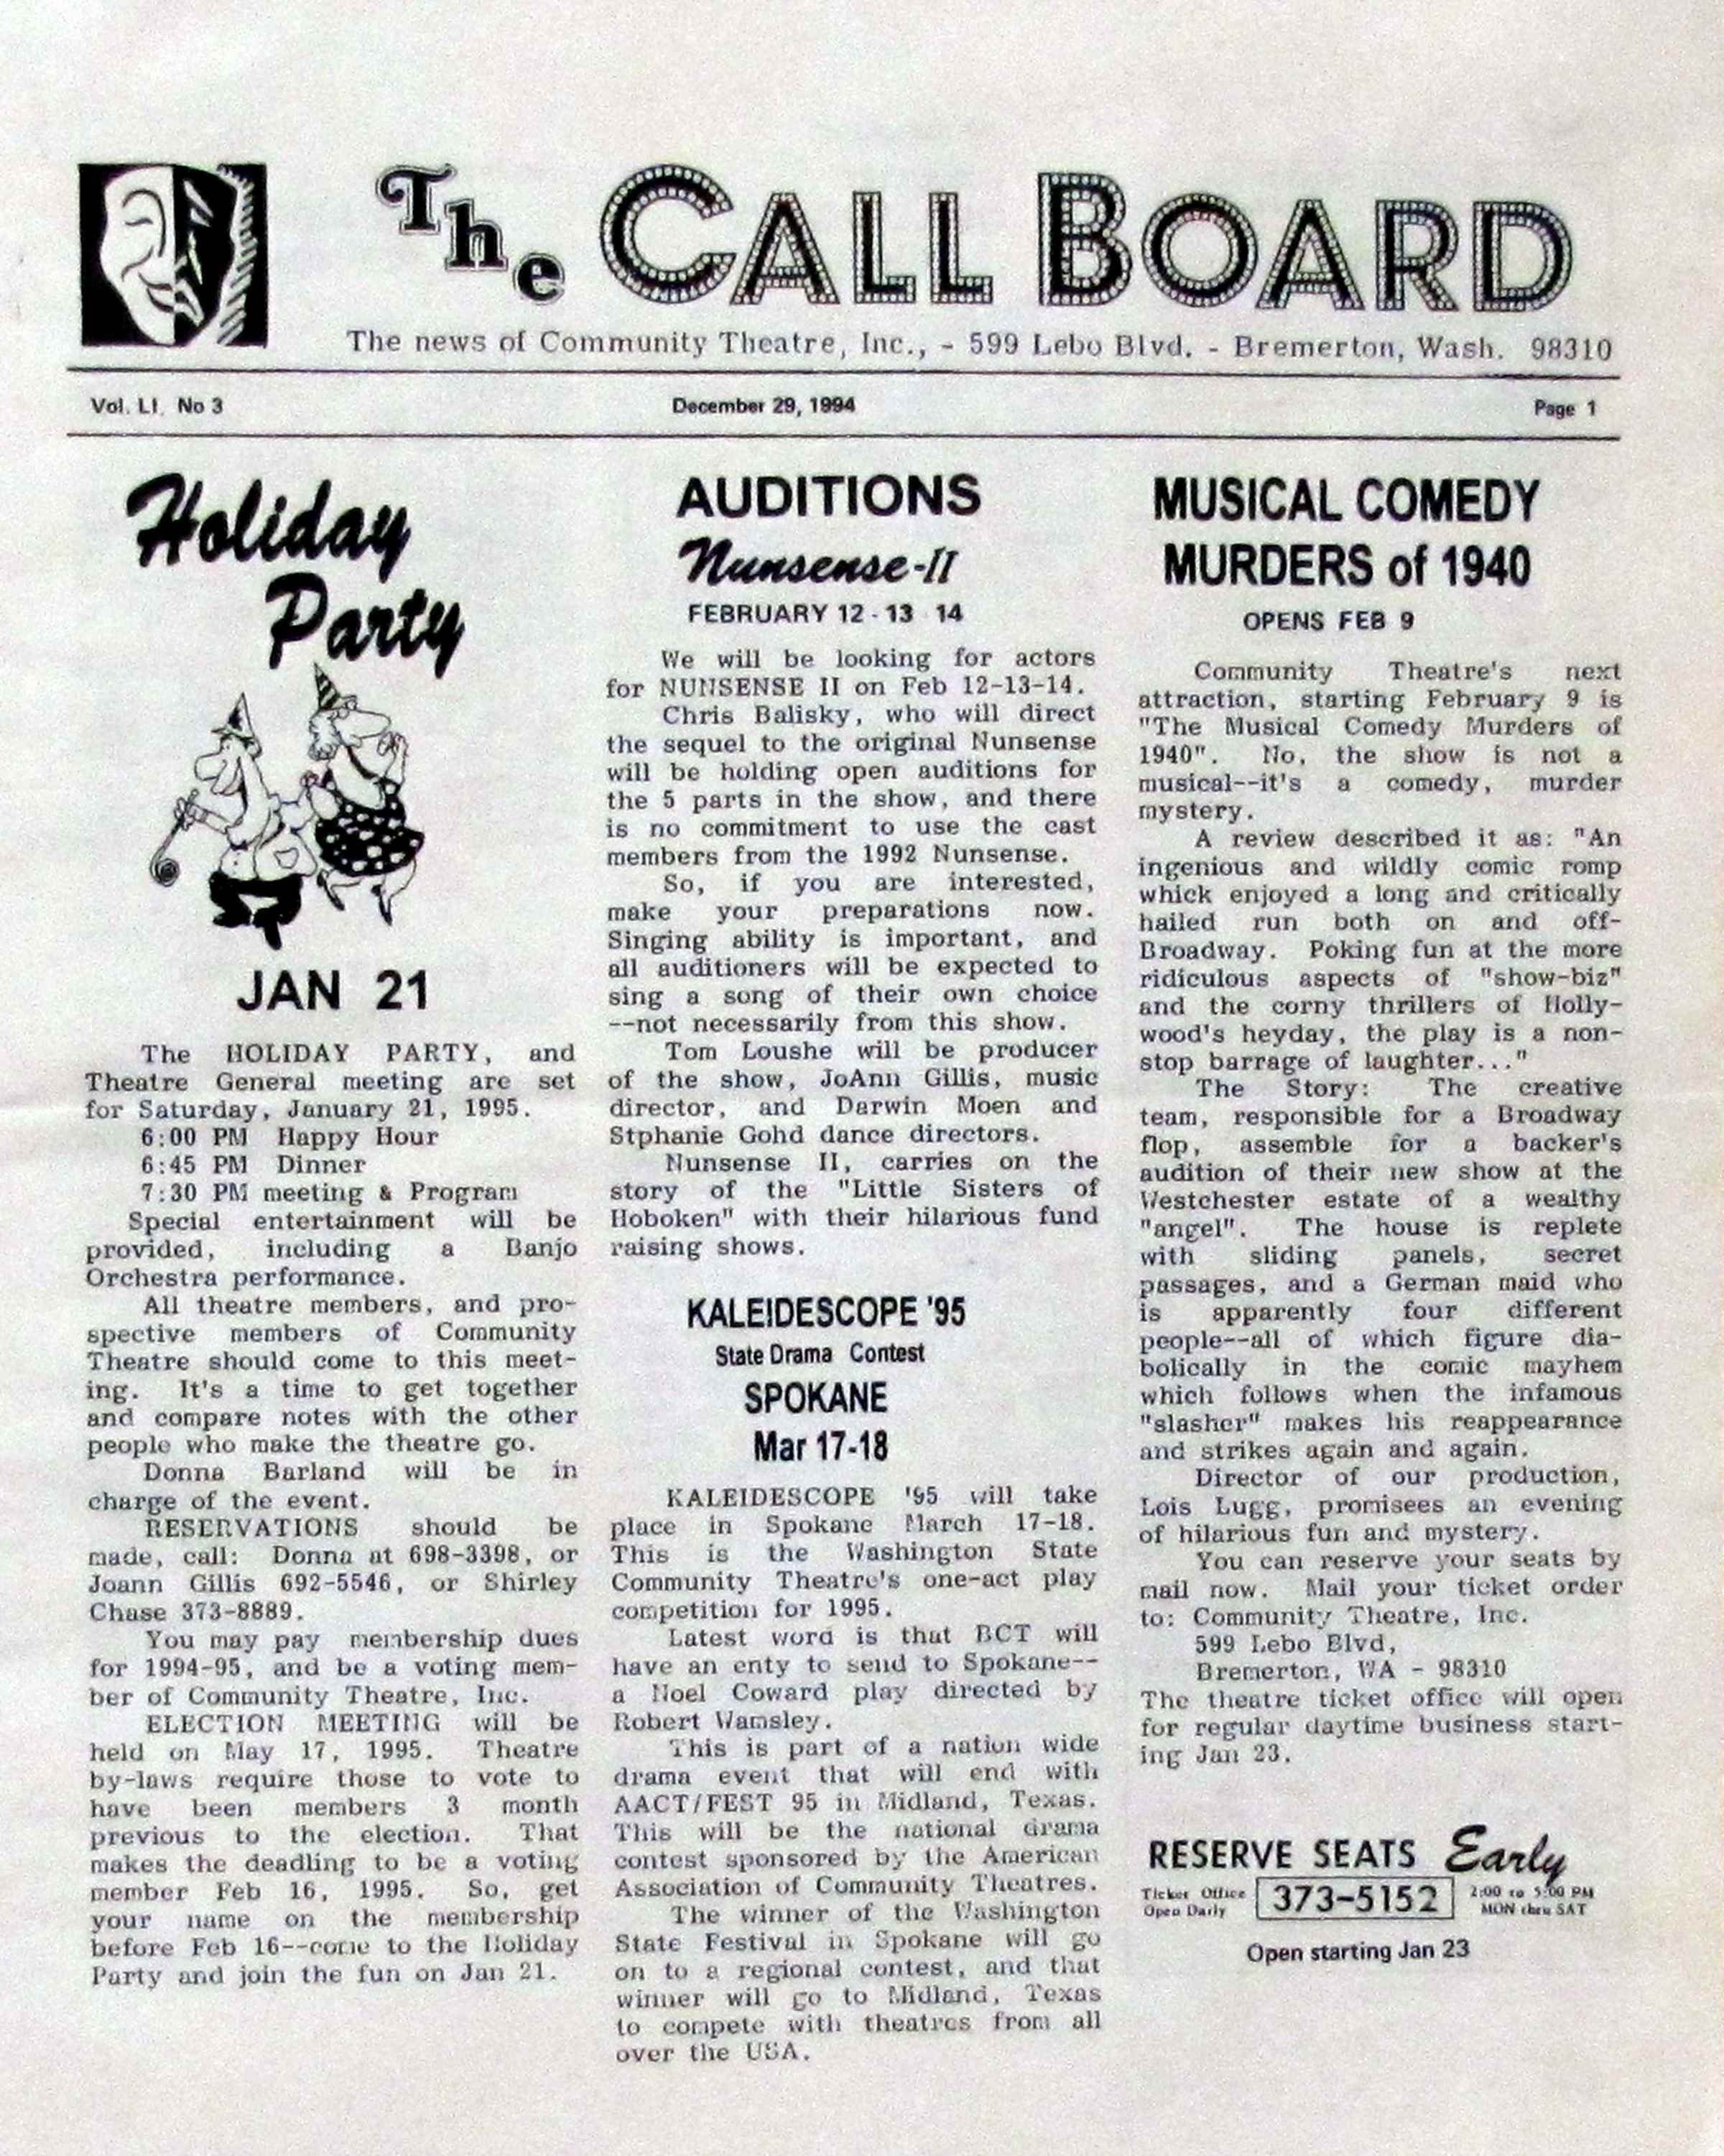 The CALL BOARD
The news of Community Theatre, Inc., - 599 Lebo Blvd. - Bremerton, Wash. 98310
Vol. LI. No 3 December 29, 1994 Page 1
Holiday
Party
JAN 21
The HOLIDAY PARTY, and
Theatre General meeting are set
for Saturday, January 21, 1995.
6:00 PM Happy Hour
6:45 PM Dinner
7:30 PM meeting & Program
Special entertainment will be
provided, including a Banjo
Orchestra performance.
All theatre members, and pro-
spective members of Community
Theatre should come to this meet-
ing. It's a time to get together
and compare notes with the other
people who make the theatre go.
Donna Barland will be in
charge of the event.
RESERVATIONS should be
made, call: Donna at 698-3398, or
Joann Gillis 692-5546, or Shirley
Chase 373-8889.
You may pay membership dues
for 1994-95, and be a voting mem-
ber of Community Theatre, Inc.
ELECTION MEETING will be
held on May 17, 1995. Theatre
by-laws require those to vote to
have been members 3 month
previous to the election. That
makes the deadling to be a voting
member Feb 16, 1995. So, get
your name on the membership
before Feb 16--come to the Holiday
Party and join the fun on Jan 21.
AUDITIONS
Nunsense-II
FEBRUARY 12-13 14
We will be looking for actors
for NUNSENSE II on Feb 12-13-14.
Chris Balisky, who will direct
the sequel to the original Nunsense
will be holding open auditions for
the 5 parts in the show, and there
is no commitment to use the cast
members from the 1992 Nunsense.
So, if you are interested,
make your preparations now.
Singing ability is important, and
all auditioners will be expected to
sing a song of their own choice
--not necessarily from this show.
Tom Loushe will be producer
of the show, JoAnn Gillis, music
director, and Darwin Moen and
Stphanie Gohd dance directors.
Nunsense II, carries on the
story of the "Little Sisters of
Hoboken" with their hilarious fund
raising shows.
KALEIDESCOPE '95
State Drama Contest
SPOKANE
Mar 17-18
KALEIDESCOPE '95 will take
place in Spokane March 17-18.
This is the Washington State
Community Theatre's one-act play
competition for 1995.
Latest word is that BCT will
have an enty to send to Spokane--
a Noel Coward play directed by
Robert Wamsley.
This is part of a nation wide
drama event that will end with
AACT/FEST 95 in Midland, Texas.
This will be the national drama
contest sponsored by the American
Association of Community Theatres.
The winner of the Washington
State Festival in Spokane will go
on to a regional contest, and that
winner will go to Midland, Texas
to compete with theatres from all
over the USA.
MUSICAL COMEDY
MURDERS of 1940
OPENS FEB 9
Community Theatre's next
attraction, starting February 9 is
"The Musical Comedy Murders of
1940". No, the show is not a
musical--it's a comedy, murder
mystery.
A review described it as: "An
ingenious and wildly comic romp
whick enjoyed a long and critically
hailed run both on and off-
Broadway. Poking fun at the more
ridiculous aspects of "show-biz"
and the corny thrillers of Holly-
wood's heyday, the play is a non-
stop barrage of laughter..."
The Story: The creative
team, responsible for a Broadway
flop, assemble for a backer's
audition of their new show at the
Westchester estate of a wealthy
"angel". The house is replete
with sliding panels, secret
passages, and a German maid who
is apparently four different
people--all of which figure dia-
bolically in the comic mayhem
which follows when the infamous
"slasher" makes his reappearance
and strikes again and again.
Director of our production,
Lois Lugg, promisees an evening
of hilarious fun and mystery.
You can reserve your seats by
mail now. Mail your ticket order
to: Community Theatre, Inc.
599 Lebo Blvd,
Bremerton, WA - 98310
The theatre ticket office will open
for regular daytime business start-
ing Jan 23.
RESERVE SEATS Early
Ticket Office
Open Daily
373-5152
2:00 to 5:00 PM
MON thru SAT
Open starting Jan 23